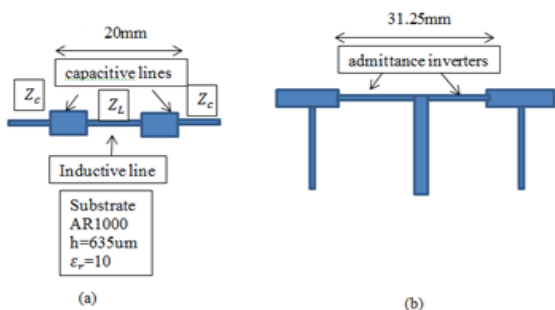 20mm
capacitive lines
Z_c
Z_L
Z_c
Inductive line
Substrate
AR1000
h=635um
ε_r=10
(a)
31.25mm
admittance inverters
(b)